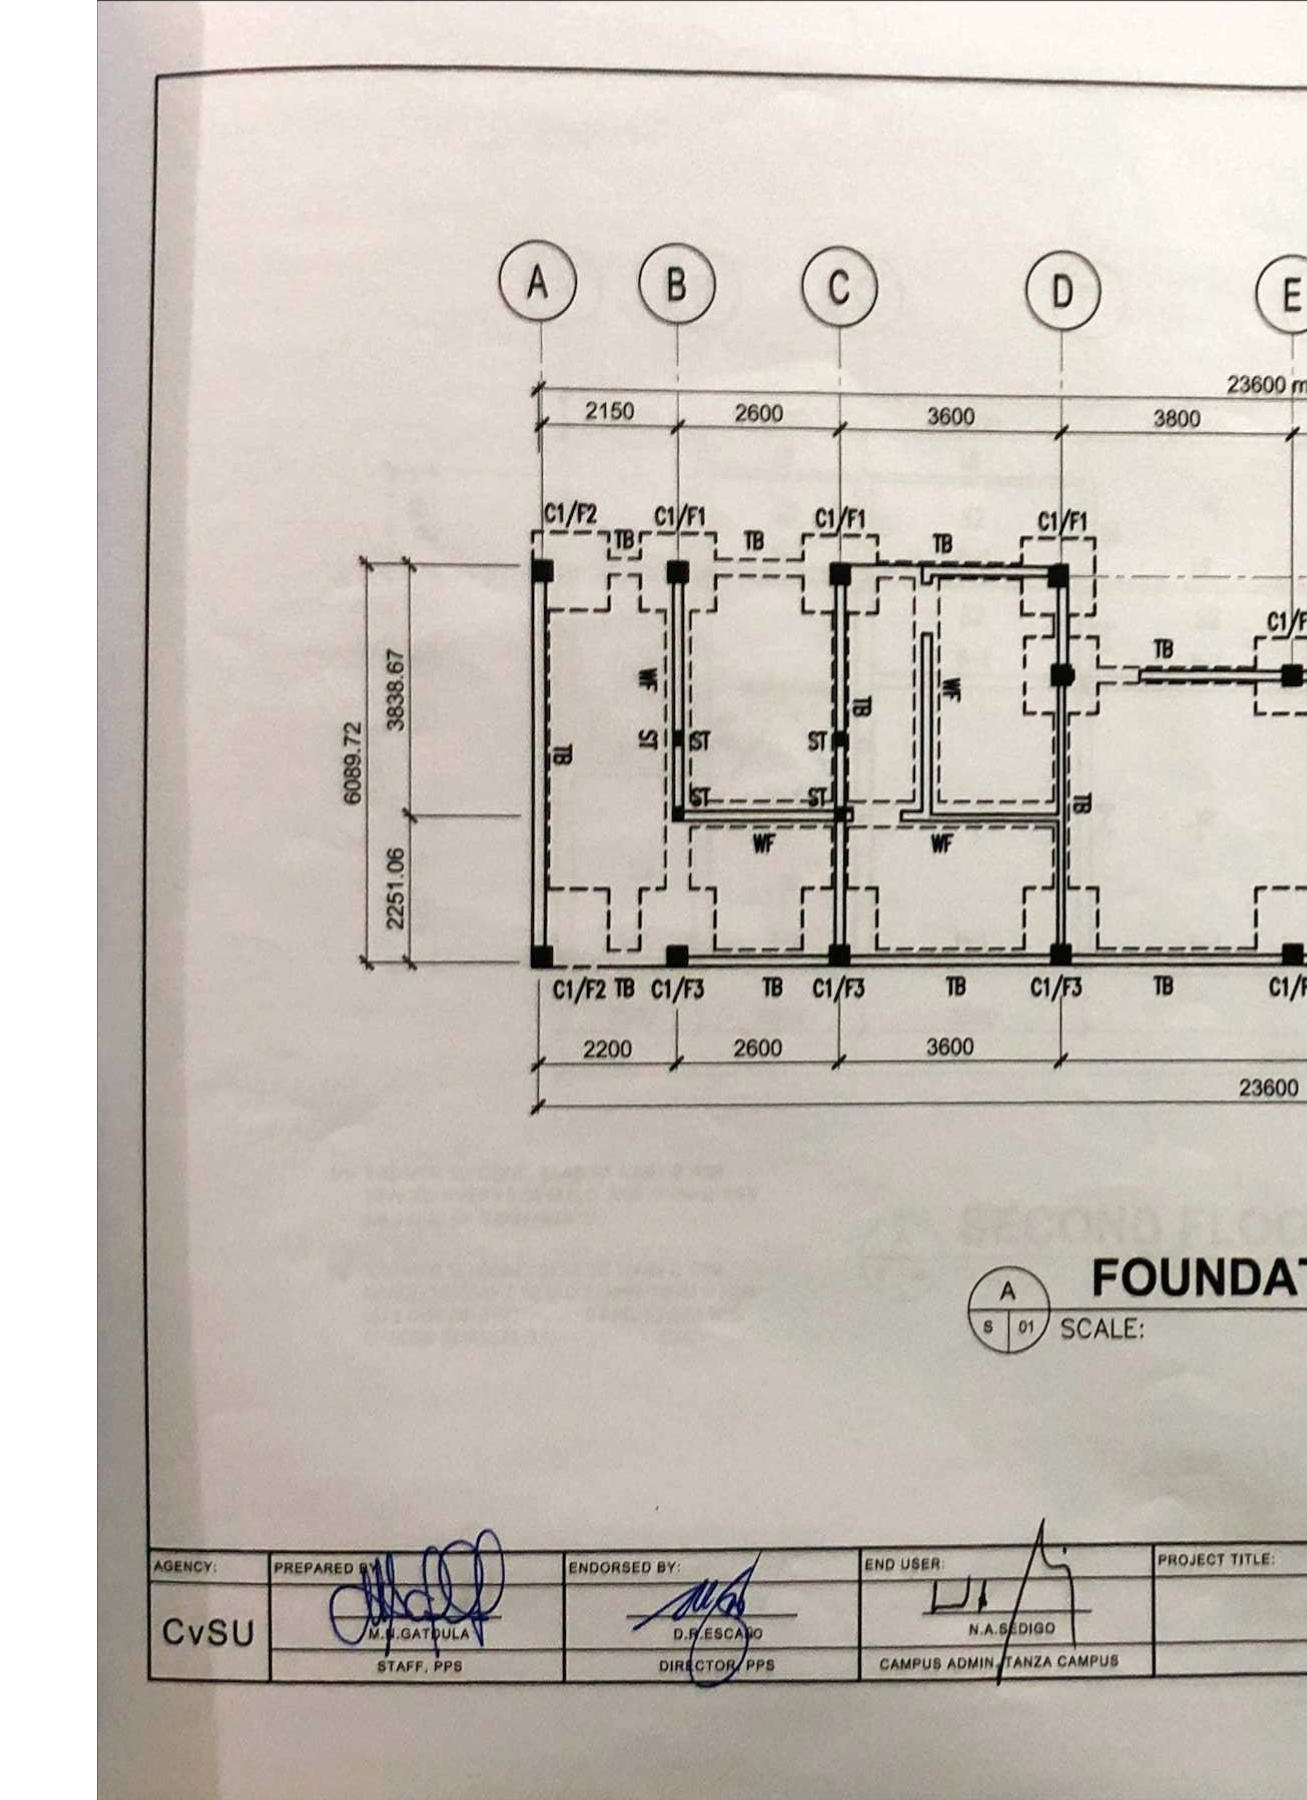 A B C D E
23600 m
2150 2600 3600 3800
C1/F2 C1/F1 C1/F1 C1/F1
TB TB TB
C1/F
TB
WF WF
3838.67
TB
6089.72
ST ST ST
TB
ST ST
TB
WF WF
2251.06
C1/F2 TB C1/F3 TB C1/F3 TB C1/F3 TB C1/F
2200 2600 3600
23600
SECOND FLOO
A FOUNDAT
S 01 SCALE:
AGENCY: PREPARED BY ENDORSED BY: END USER: PROJECT TITLE:
CvSU M.N.GATDULA D.R.ESCAÑO N.A.SEDIGO
STAFF, PPS DIRECTOR, PPS CAMPUS ADMIN, TANZA CAMPUS